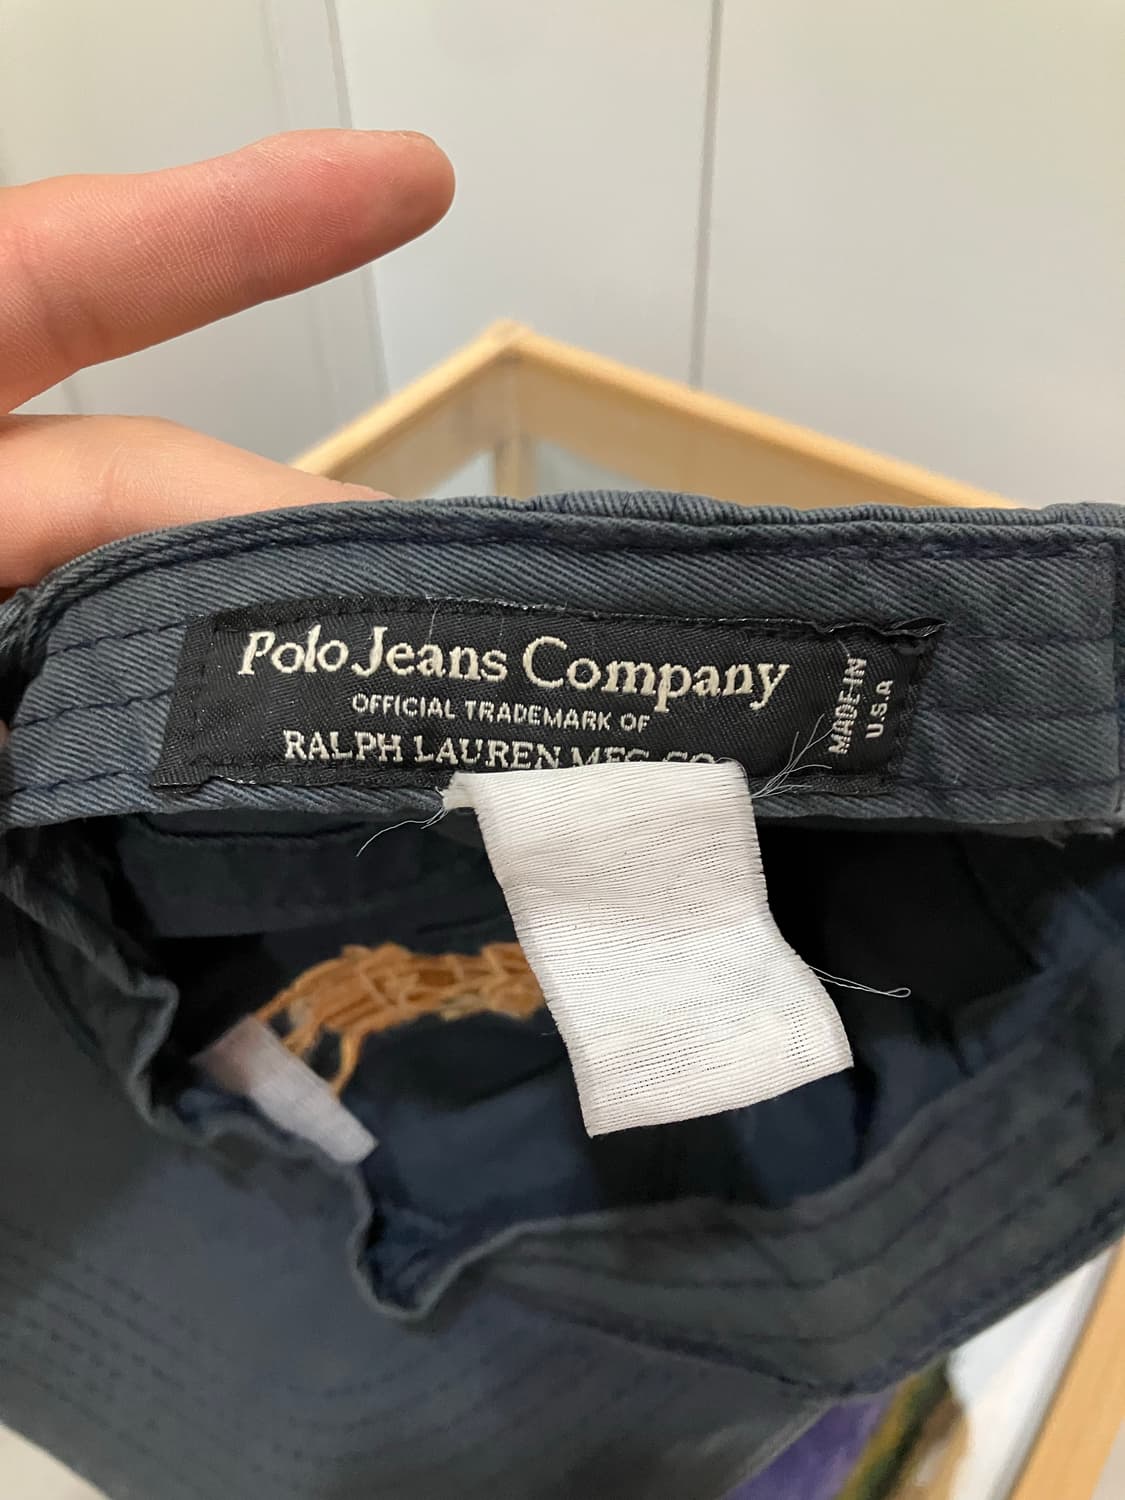 Polo Jeans Company
OFFICIAL TRADEMARK OF
RALPH LAUREN MFG. CO.
MADE IN
U.S.A